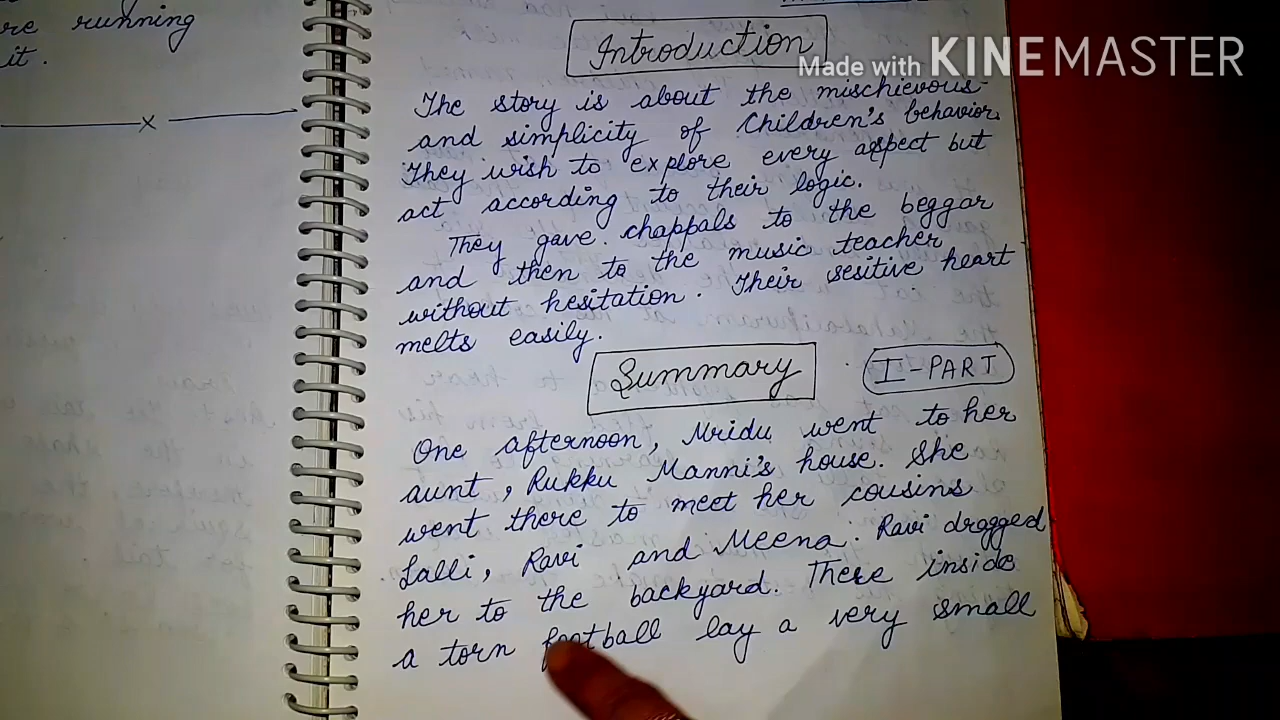 re running
it.
x
Introduction
Made with KINEMASTER
The story is about the mischievous
and simplicity of Children's behavior.
They wish to explore every aspect but
act according to their logic.
They gave chappals to the beggar
and then to the music teacher
without hesitation. Their sesitive heart
melts easily.
Summary I-PART
One afternoon, Mridu went to her
aunt, Rukku Manni's house. She
went there to meet her cousins
Lalli, Ravi and Meena. Ravi dragged
her to the backyard. There inside
a torn football lay a very small